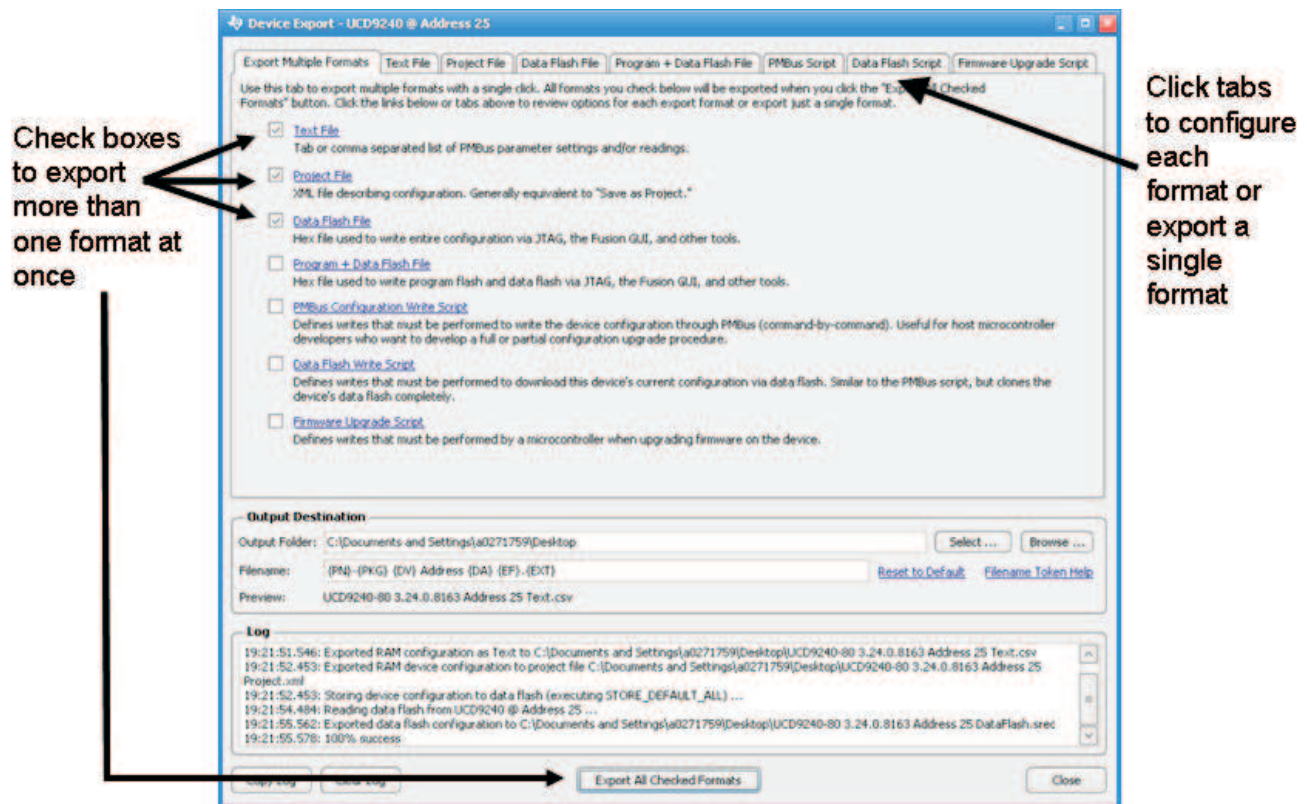 Device Export - UCD9240 @ Address 25
Export Multiple Formats Text File Project File Data Flash File Program + Data Flash File PMBus Script Data Flash Script Firmware Upgrade Script
Use this tab to export multiple formats with a single click. All formats you check below will be exported when you click the "Export All Checked
Formats" button. Click the links below or tabs above to review options for each export format or export just a single format.
Check boxes
to export
more than
one format at
once
Text File
Tab or comma separated list of PMBus parameter settings and/or readings.
Project File
XML file describing configuration. Generally equivalent to "Save as Project."
Data Flash File
Hex file used to write entire configuration via JTAG, the Fusion GUI, and other tools.
Program + Data Flash File
Hex file used to write program flash and data flash via JTAG, the Fusion GUI, and other tools.
PMBus Configuration Write Script
Defines writes that must be performed to write the device configuration through PMBus (command-by-command). Useful for host microcontroller
developers who want to develop a full or partial configuration upgrade procedure.
Data Flash Write Script
Defines writes that must be performed to download this device's current configuration via data flash. Similar to the PMBus script, but clones the
device's data flash completely.
Firmware Upgrade Script
Defines writes that must be performed by a microcontroller when upgrading firmware on the device.
Click tabs
to configure
each
format or
export a
single
format
Output Destination
Output Folder: C:\Documents and Settings\a0271759\Desktop Select ... Browse ...
Filename: {PN}-{PKG} {DV} Address {DA} {EF}.{EXT} Reset to Default Filename Token Help
Preview: UCD9240-80 3.24.0.8163 Address 25 Text.csv
Log
19:21:51.546: Exported RAM configuration as Text to C:\Documents and Settings\a0271759\Desktop\UCD9240-80 3.24.0.8163 Address 25 Text.csv
19:21:52.453: Exported RAM device configuration to project file C:\Documents and Settings\a0271759\Desktop\UCD9240-80 3.24.0.8163 Address 25
Project.xml
19:21:52.453: Storing device configuration to data flash (executing STORE_DEFAULT_ALL) ...
19:21:54.484: Reading data flash from UCD9240 @ Address 25 ...
19:21:55.562: Exported data flash configuration to C:\Documents and Settings\a0271759\Desktop\UCD9240-80 3.24.0.8163 Address 25 DataFlash.srec
19:21:55.578: 100% success
Copy Log Clear Log Export All Checked Formats Close